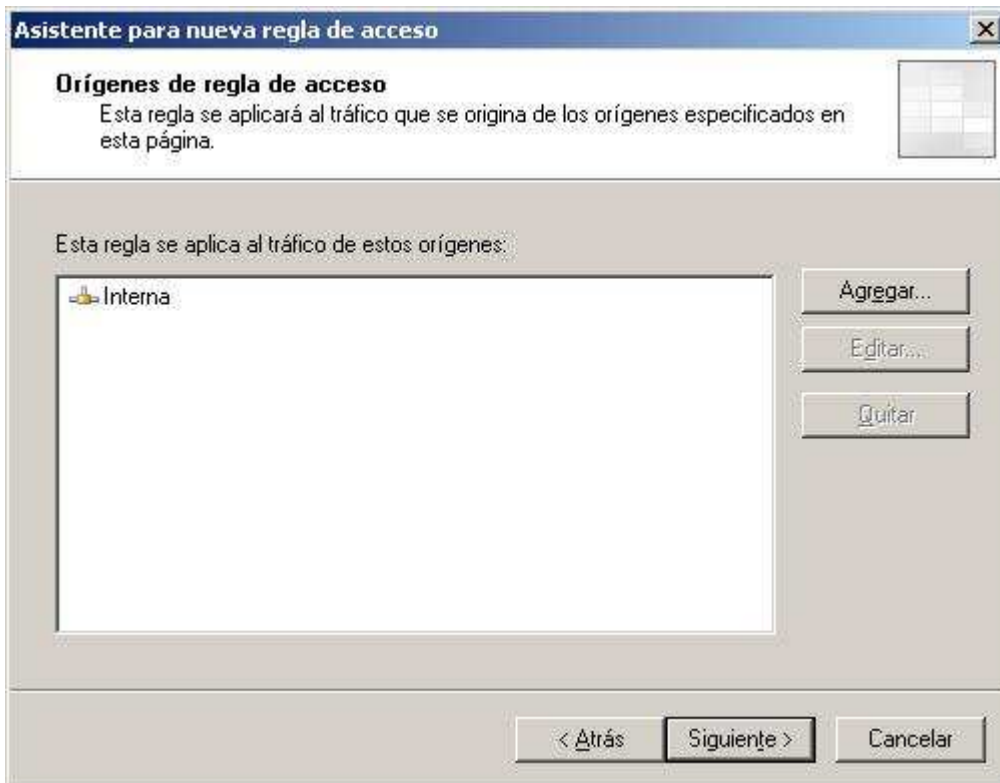 Asistente para nueva regla de acceso
Orígenes de regla de acceso
Esta regla se aplicará al tráfico que se origina de los orígenes especificados en
esta página.
Esta regla se aplica al tráfico de estos orígenes:
Interna
Agregar...
Editar...
Quitar
< Atrás
Siguiente >
Cancelar